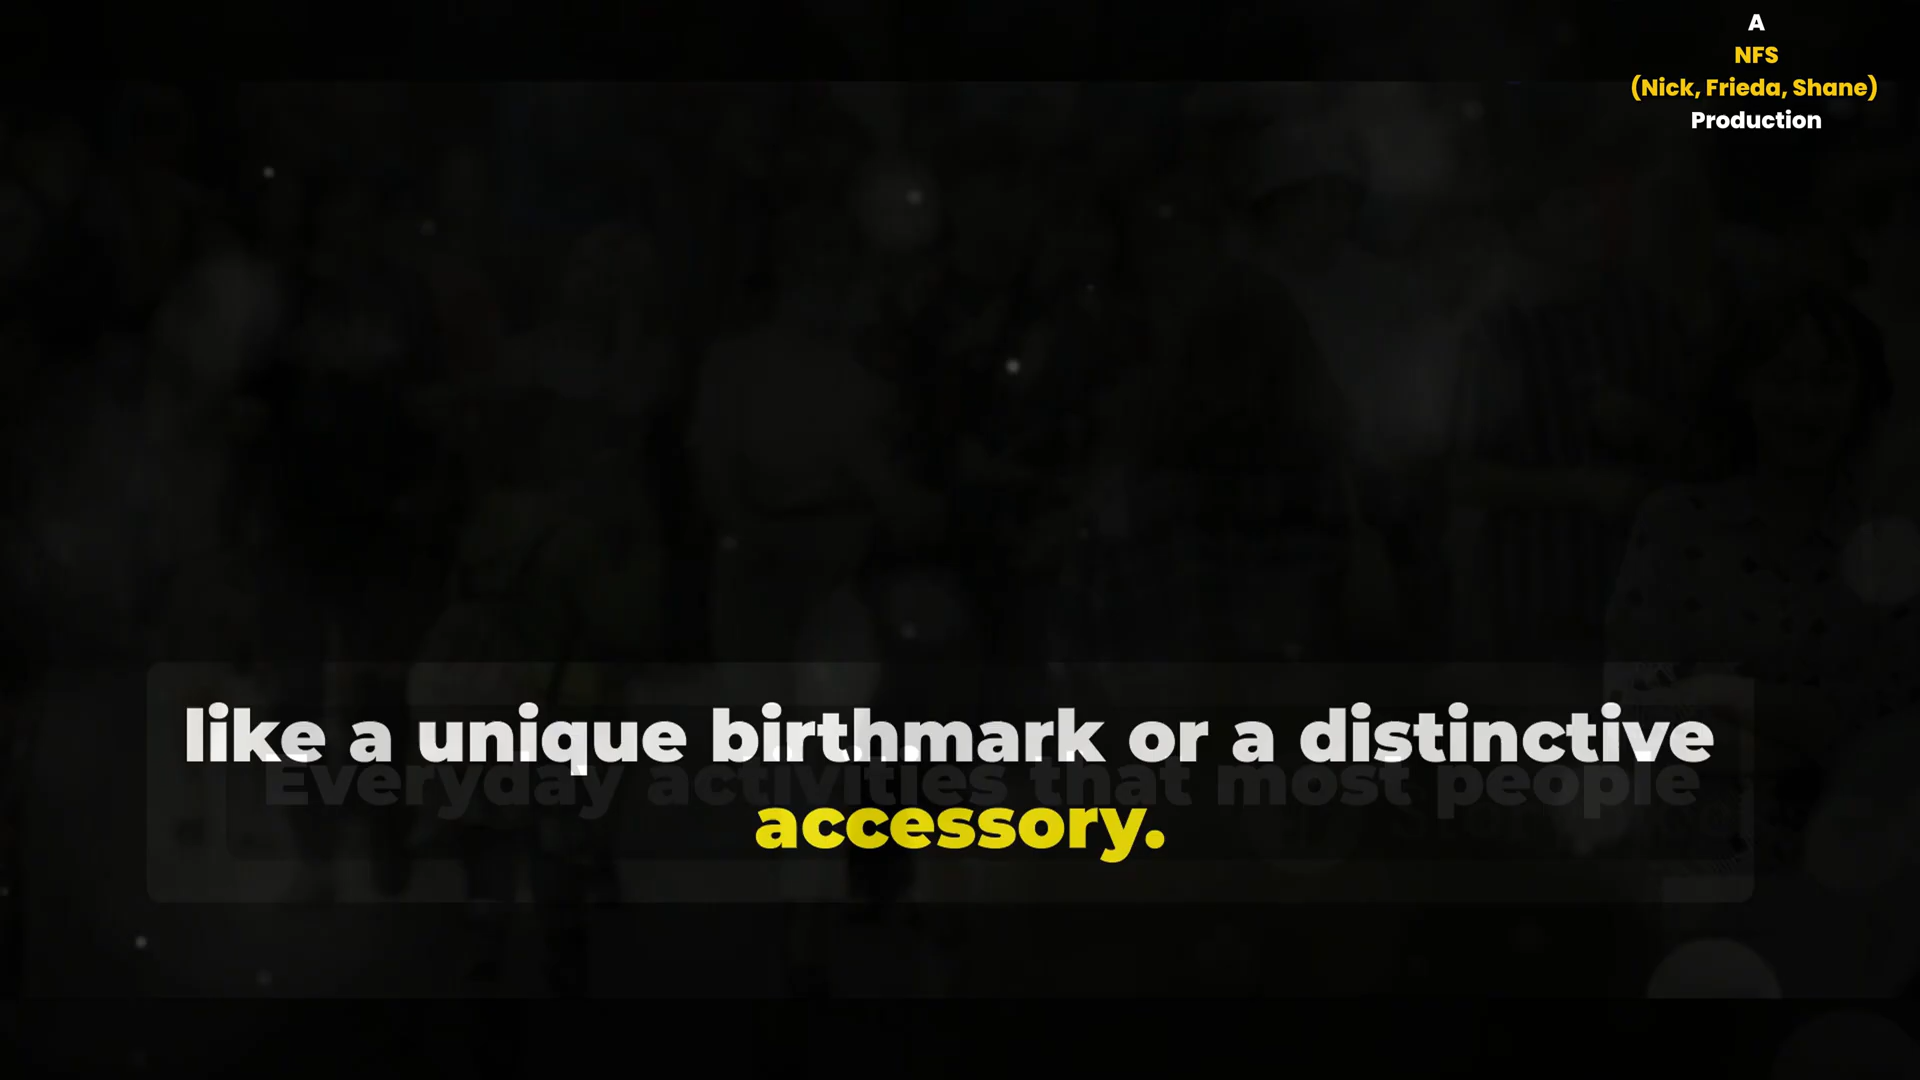 A
NFS
(Nick, Frieda, Shane)
Production
like a unique birthmark or a distinctive
Everyday activities that most people
accessory.